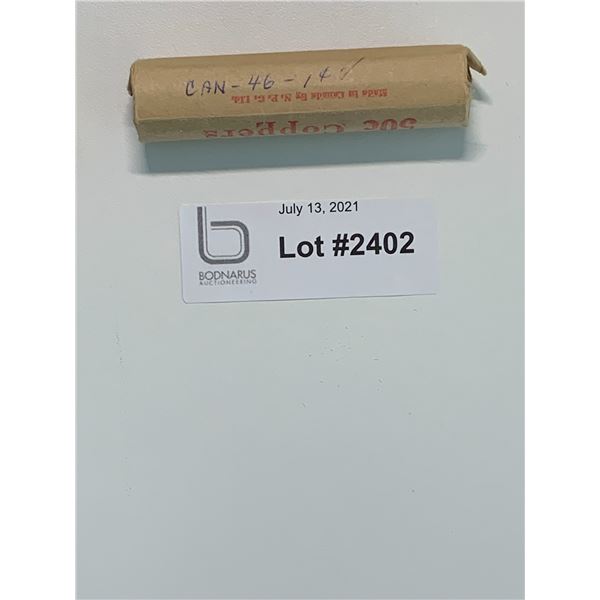 CAN-46-1¢ ✓
Made in Canada By N. P. C. Ltd.
50¢ Coppers
July 13, 2021
Lot #2402
b
BODNARUS
AUCTIONEERING